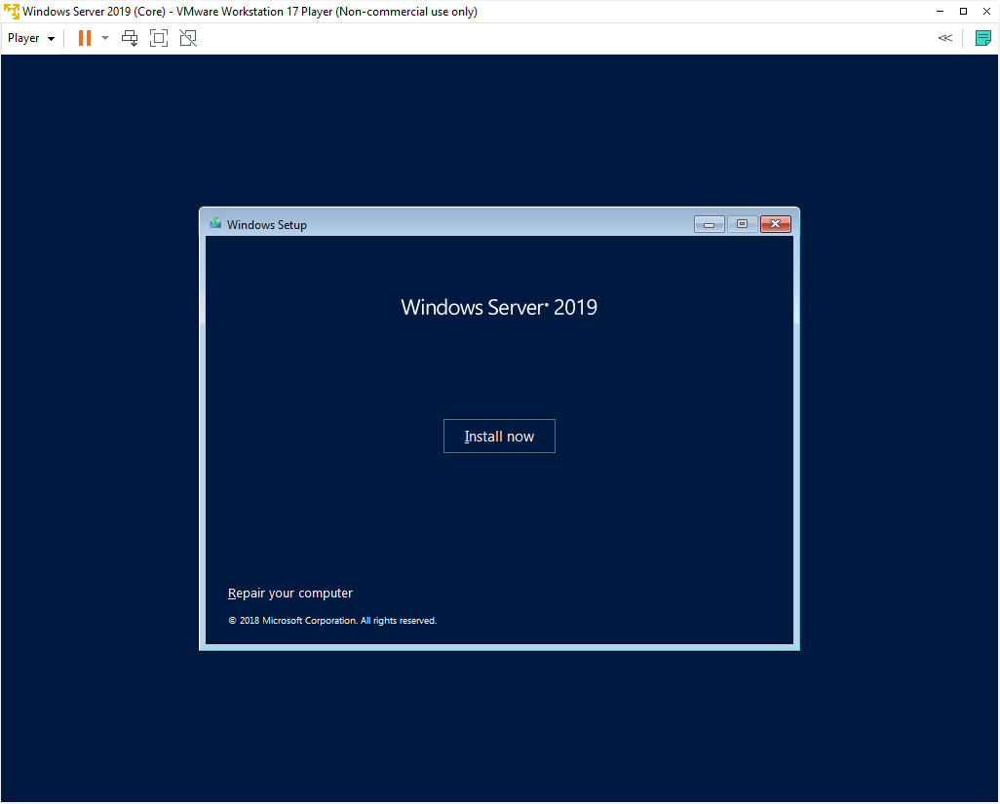 Windows Server 2019 (Core) - VMware Workstation 17 Player (Non-commercial use only)
Player
Windows Setup
Windows Server® 2019
Install now
Repair your computer
© 2018 Microsoft Corporation. All rights reserved.